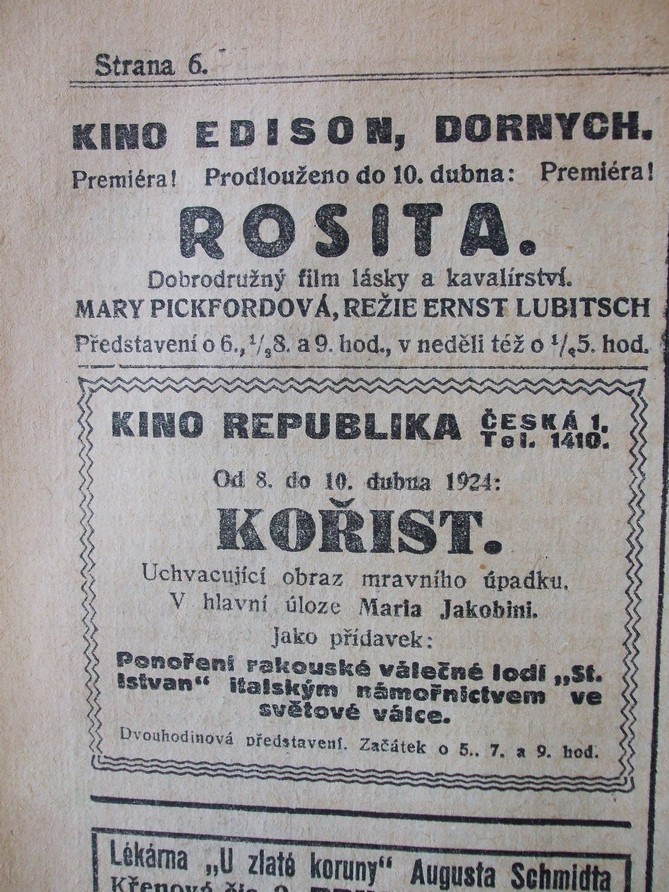 Strana 6.
KINO EDISON, DORNYCH.
Premiéra! Prodlouženo do 10. dubna: Premiéra!
ROSITA.
Dobrodružný film lásky a kavalírství.
MARY PICKFORDOVÁ, REŽIE ERNST LUBITSCH
Představení o 6., 1/28. a 9. hod., v neděli též o 1/45. hod.
KINO REPUBLIKA ČESKÁ 1.
Tel. 1410.
Od 8. do 10. dubna 1924:
KOŘIST.
Uchvacující obraz mravního úpadku.
V hlavní úloze Maria Jakobini.
Jako přídavek:
Ponoření rakouské válečné lodi „St.
Istvan“ italským námořnictvem ve
světové válce.
Dvouhodinová představení. Začátek o 5., 7. a 9. hod.
Lékárna „U zlaté koruny“ Augusta Schmidta
Křenová